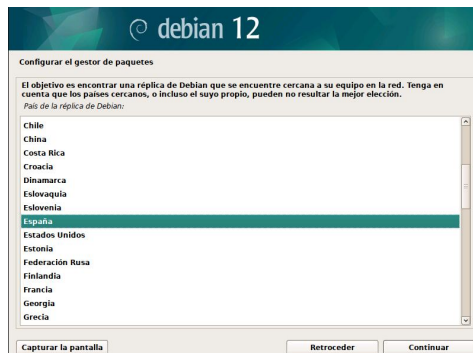 debian 12
Configurar el gestor de paquetes
El objetivo es encontrar una réplica de Debian que se encuentre cercana a su equipo en la red. Tenga en
cuenta que los países cercanos, o incluso el suyo propio, pueden no resultar la mejor elección.
País de la réplica de Debian:
Chile
China
Costa Rica
Croacia
Dinamarca
Eslovaquia
Eslovenia
España
Estados Unidos
Estonia
Federación Rusa
Finlandia
Francia
Georgia
Grecia
Capturar la pantalla
Retroceder
Continuar